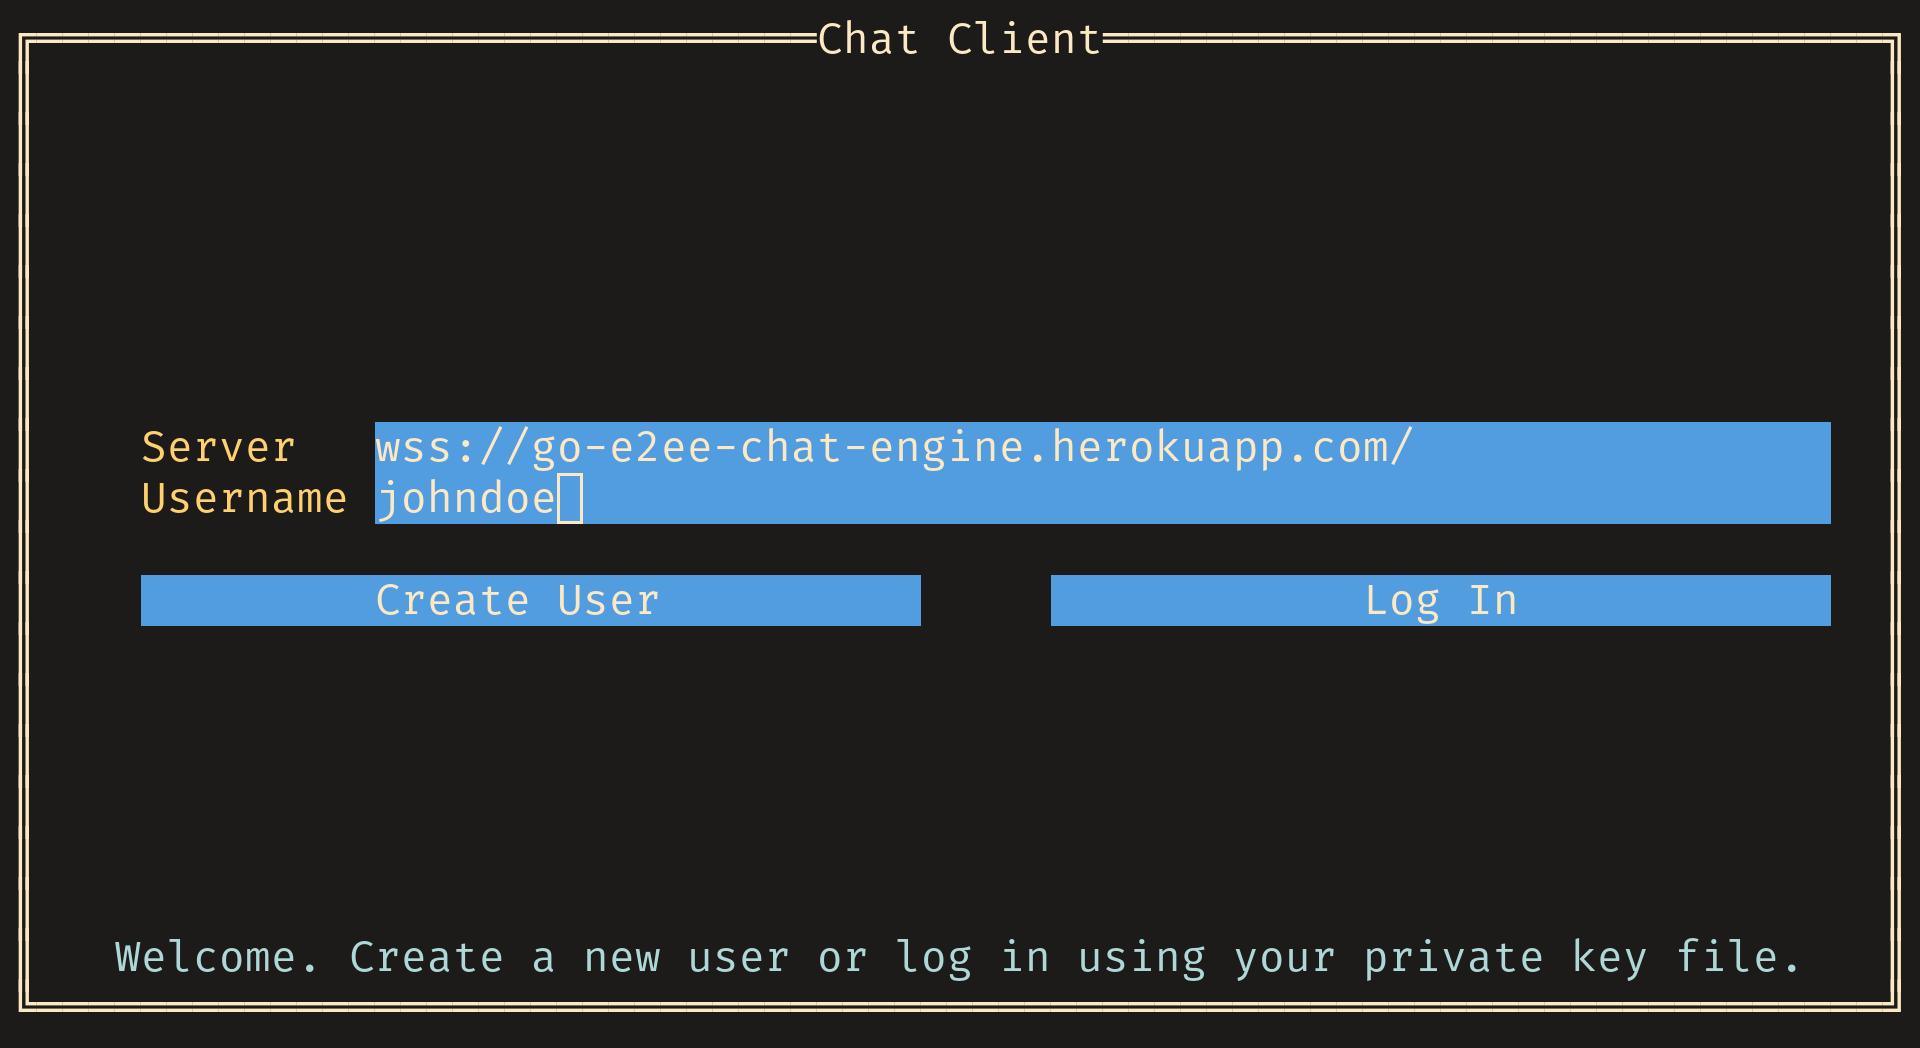 Chat Client
Server wss://go-e2ee-chat-engine.herokuapp.com/
Username johndoe
Create User Log In
Welcome. Create a new user or log in using your private key file.